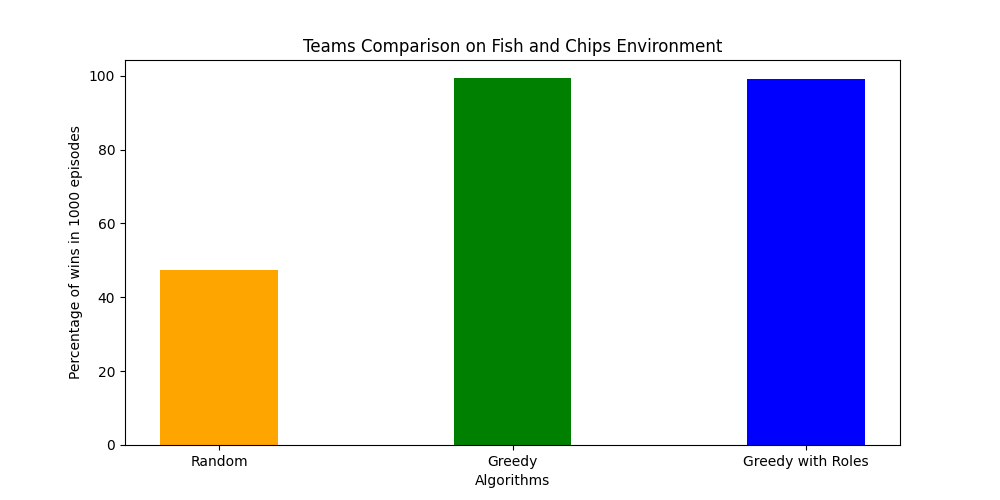 Teams Comparison on Fish and Chips Environment
Percentage of wins in 1000 episodes
100
80
60
40
20
0
Random
Greedy
Greedy with Roles
Algorithms